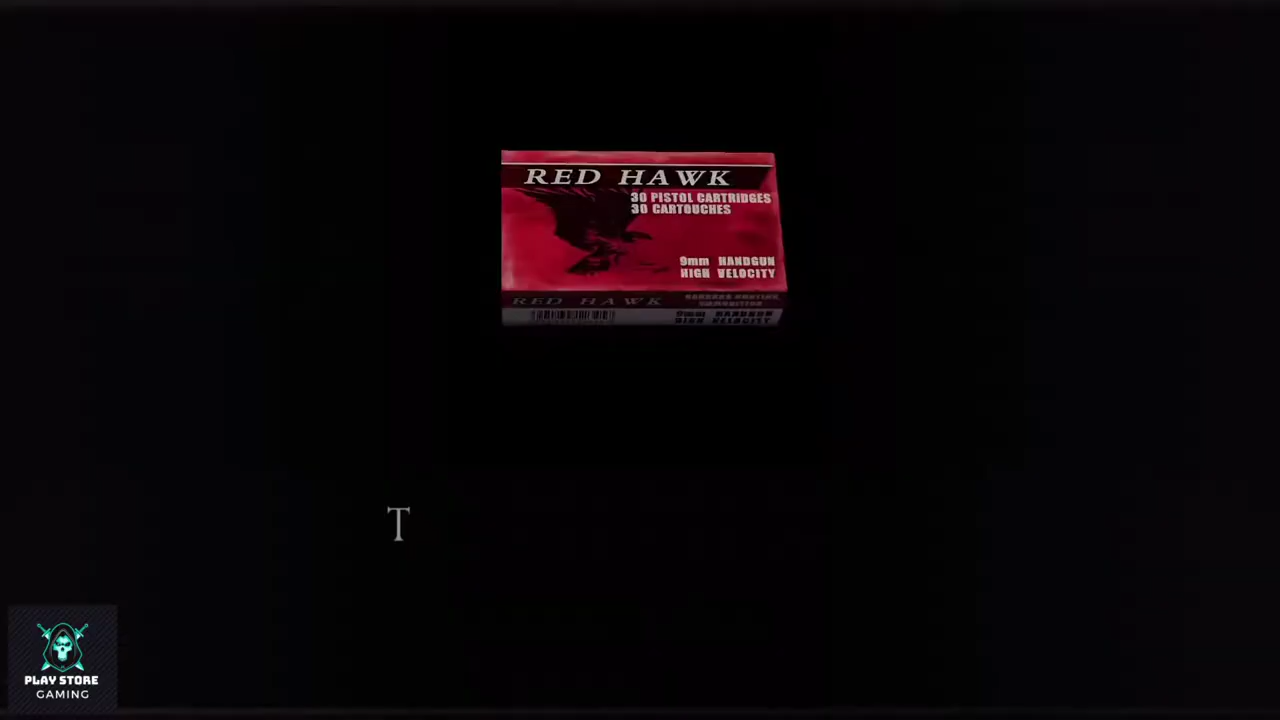 RED HAWK
30 PISTOL CARTRIDGES
30 CARTOUCHES
9mm HANDGUN
HIGH VELOCITY
RED HAWK
9mm HANDGUN
HIGH VELOCITY
T
PLAY STORE
GAMING